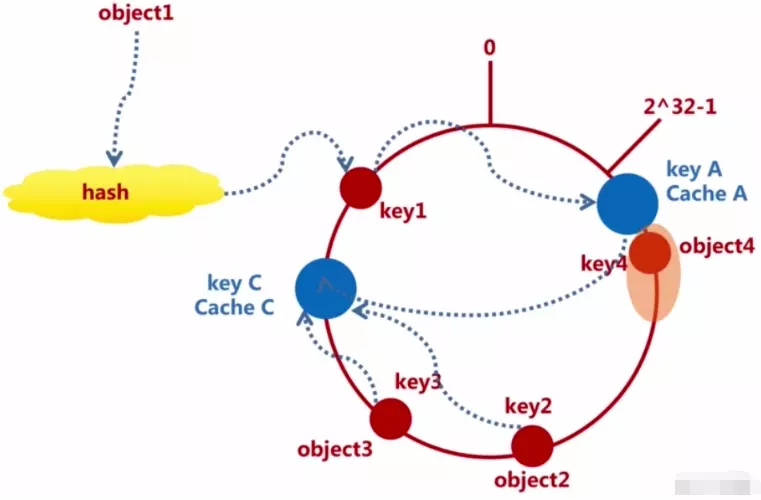 object1
0
2^32-1
hash
key1
key A
Cache A
key4
object4
key C
Cache C
key3
object3
key2
object2